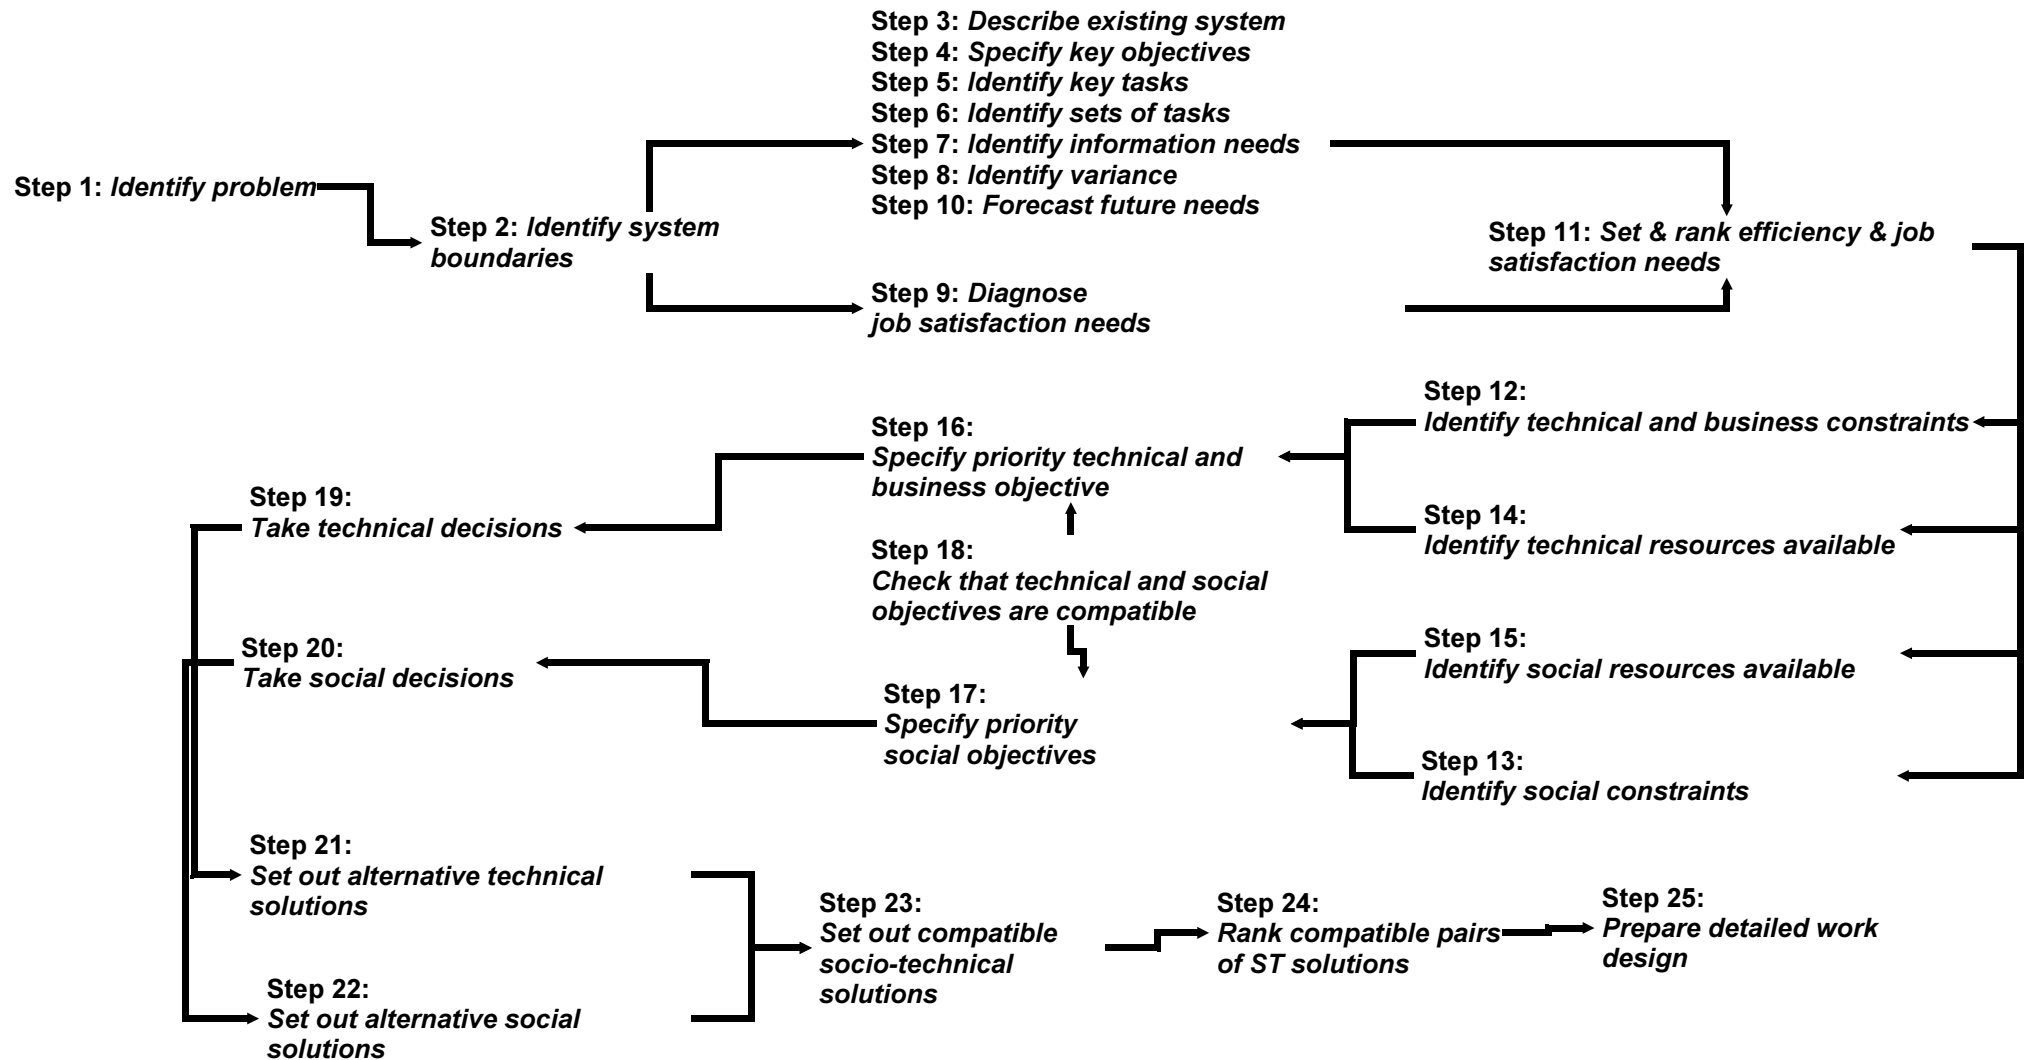 Step 1: Identify problem
Step 2: Identify system
boundaries
Step 3: Describe existing system
Step 4: Specify key objectives
Step 5: Identify key tasks
Step 6: Identify sets of tasks
Step 7: Identify information needs
Step 8: Identify variance
Step 10: Forecast future needs
Step 9: Diagnose
job satisfaction needs
Step 11: Set & rank efficiency & job
satisfaction needs
Step 12:
Identify technical and business constraints
Step 14:
Identify technical resources available
Step 15:
Identify social resources available
Step 13:
Identify social constraints
Step 16:
Specify priority technical and
business objective
Step 18:
Check that technical and social
objectives are compatible
Step 17:
Specify priority
social objectives
Step 19:
Take technical decisions
Step 20:
Take social decisions
Step 21:
Set out alternative technical
solutions
Step 22:
Set out alternative social
solutions
Step 23:
Set out compatible
socio-technical
solutions
Step 24:
Rank compatible pairs
of ST solutions
Step 25:
Prepare detailed work
design